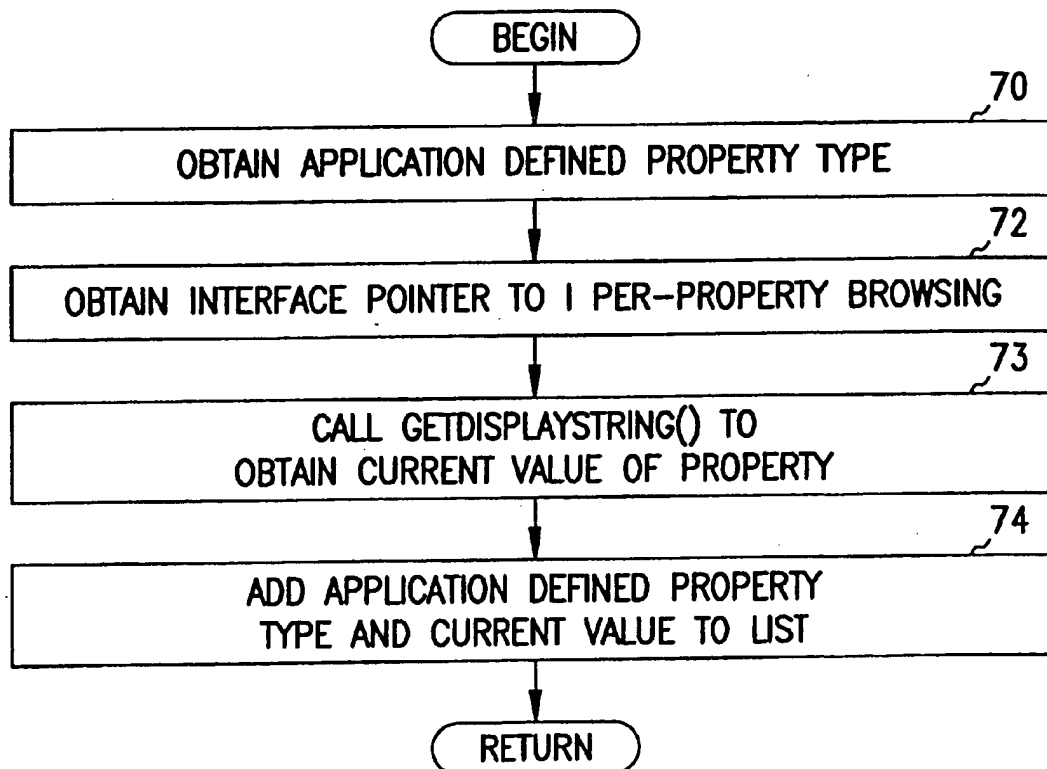 BEGIN
70
OBTAIN APPLICATION DEFINED PROPERTY TYPE
72
OBTAIN INTERFACE POINTER TO I PER-PROPERTY BROWSING
73
CALL GETDISPLAYSTRING() TO
OBTAIN CURRENT VALUE OF PROPERTY
74
ADD APPLICATION DEFINED PROPERTY
TYPE AND CURRENT VALUE TO LIST
RETURN